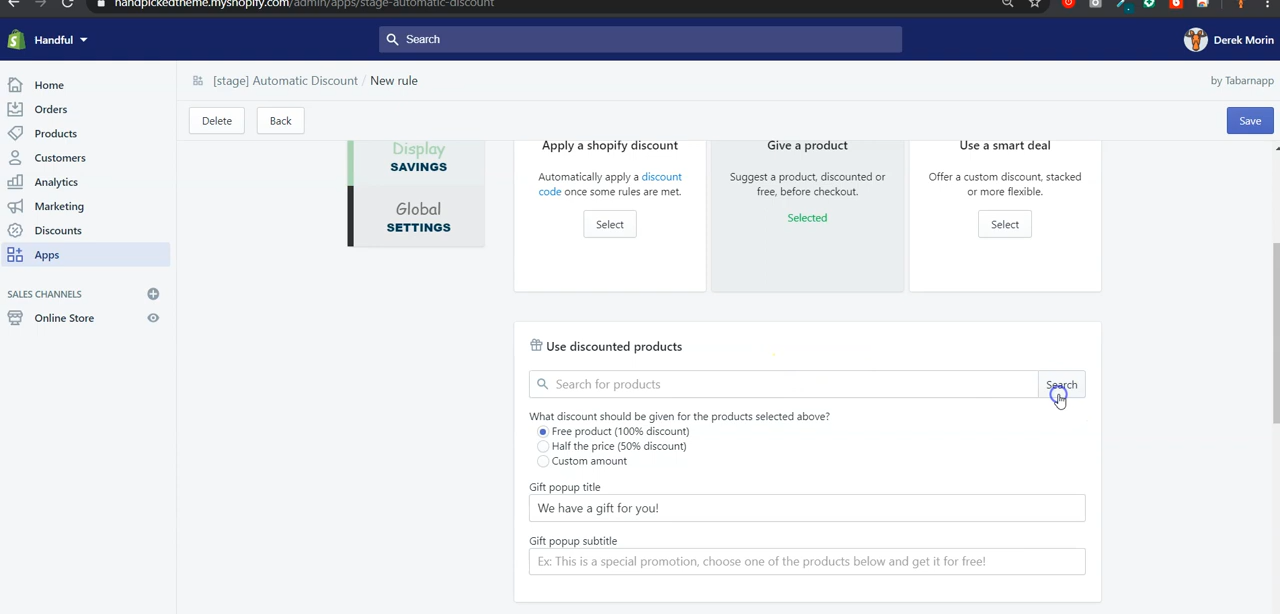 handpickedtheme.myshopify.com/admin/apps/stage-automatic-discount
Handful
Search
Derek Morin
Home
Orders
Products
Customers
Analytics
Marketing
Discounts
Apps
SALES CHANNELS
Online Store
[stage] Automatic Discount / New rule
by Tabarnapp
Delete
Back
Save
Display
SAVINGS
Global
SETTINGS
Apply a shopify discount
Automatically apply a discount
code once some rules are met.
Select
Give a product
Suggest a product, discounted or
free, before checkout.
Selected
Use a smart deal
Offer a custom discount, stacked
or more flexible.
Select
Use discounted products
Search for products
Search
What discount should be given for the products selected above?
Free product (100% discount)
Half the price (50% discount)
Custom amount
Gift popup title
We have a gift for you!
Gift popup subtitle
Ex: This is a special promotion, choose one of the products below and get it for free!